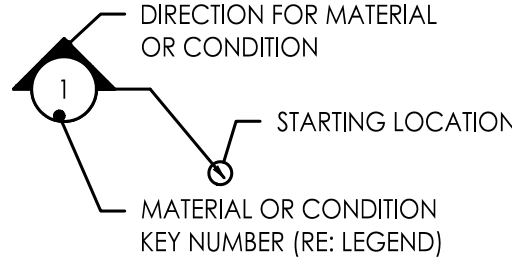 DIRECTION FOR MATERIAL
OR CONDITION
1
STARTING LOCATION
MATERIAL OR CONDITION
KEY NUMBER (RE: LEGEND)